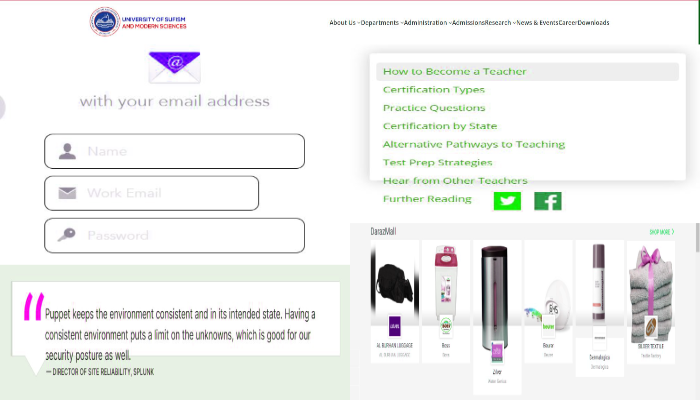 UNIVERSITY OF SUFISM
AND MODERN SCIENCES
About Us Departments Administration Admissions Research News & Events Career Downloads
@
with your email address
Name
Work Email
Password
How to Become a Teacher
Certification Types
Practice Questions
Certification by State
Alternative Pathways to Teaching
Test Prep Strategies
Hear from Other Teachers
Further Reading
Puppet keeps the environment consistent and in its intended state. Having a
consistent environment puts a limit on the unknowns, which is good for our
security posture as well.
— DIRECTOR OF SITE RELIABILITY, SPLUNK
DarazMall
SHOP MORE
AL BURHAN LUGGAGE
Dermalogica
SILVER TEXTILE